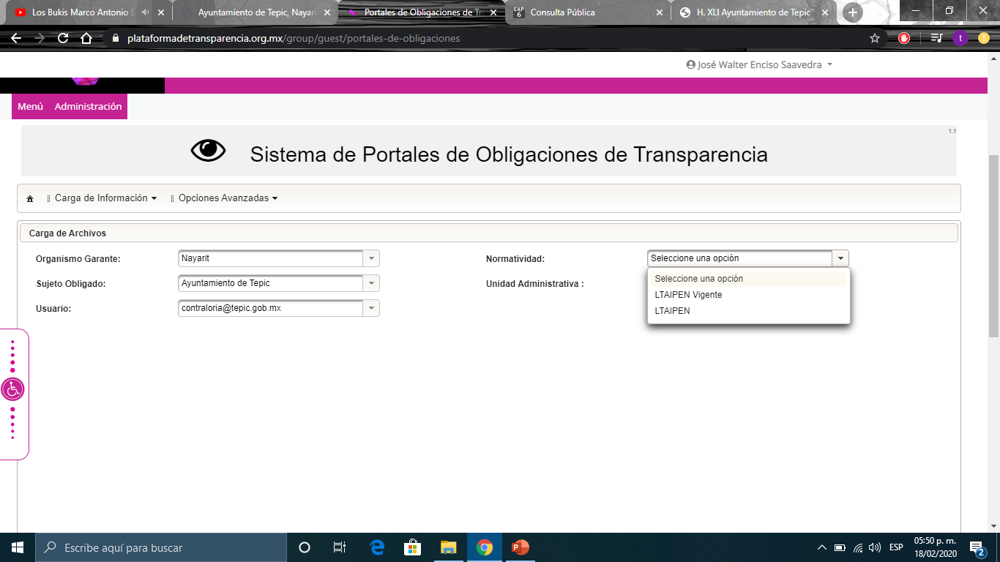 Los Bukis Marco Antonio S
Ayuntamiento de Tepic, Nayari
Portales de Obligaciones de Tr
EAP 6 Consulta Pública
H. XLI Ayuntamiento de Tepic
plataformadetransparencia.org.mx/group/guest/portales-de-obligaciones
t
José Walter Enciso Saavedra
Menú Administración
1.1
Sistema de Portales de Obligaciones de Transparencia
Carga de Información Opciones Avanzadas
Carga de Archivos
Organismo Garante: Nayarit Normatividad: Seleccione una opción
Seleccione una opción
Sujeto Obligado: Ayuntamiento de Tepic Unidad Administrativa :
LTAIPEN Vigente
Usuario: contraloria@tepic.gob.mx
LTAIPEN
Escribe aquí para buscar
ESP
05:50 p. m.
18/02/2020
2